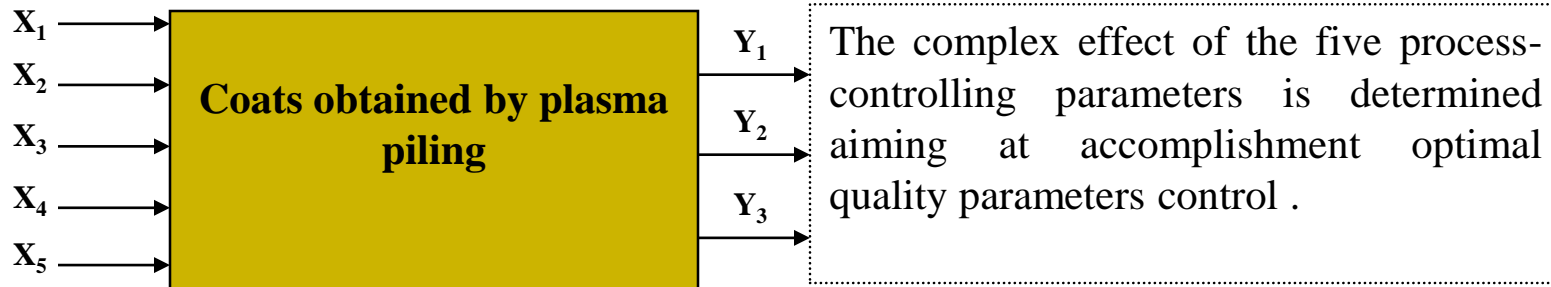 X₁
X₂
X₃
X₄
X₅
Coats obtained by plasma
piling
Y₁
Y₂
Y₃
The complex effect of the five process-
controlling parameters is determined
aiming at accomplishment optimal
quality parameters control .